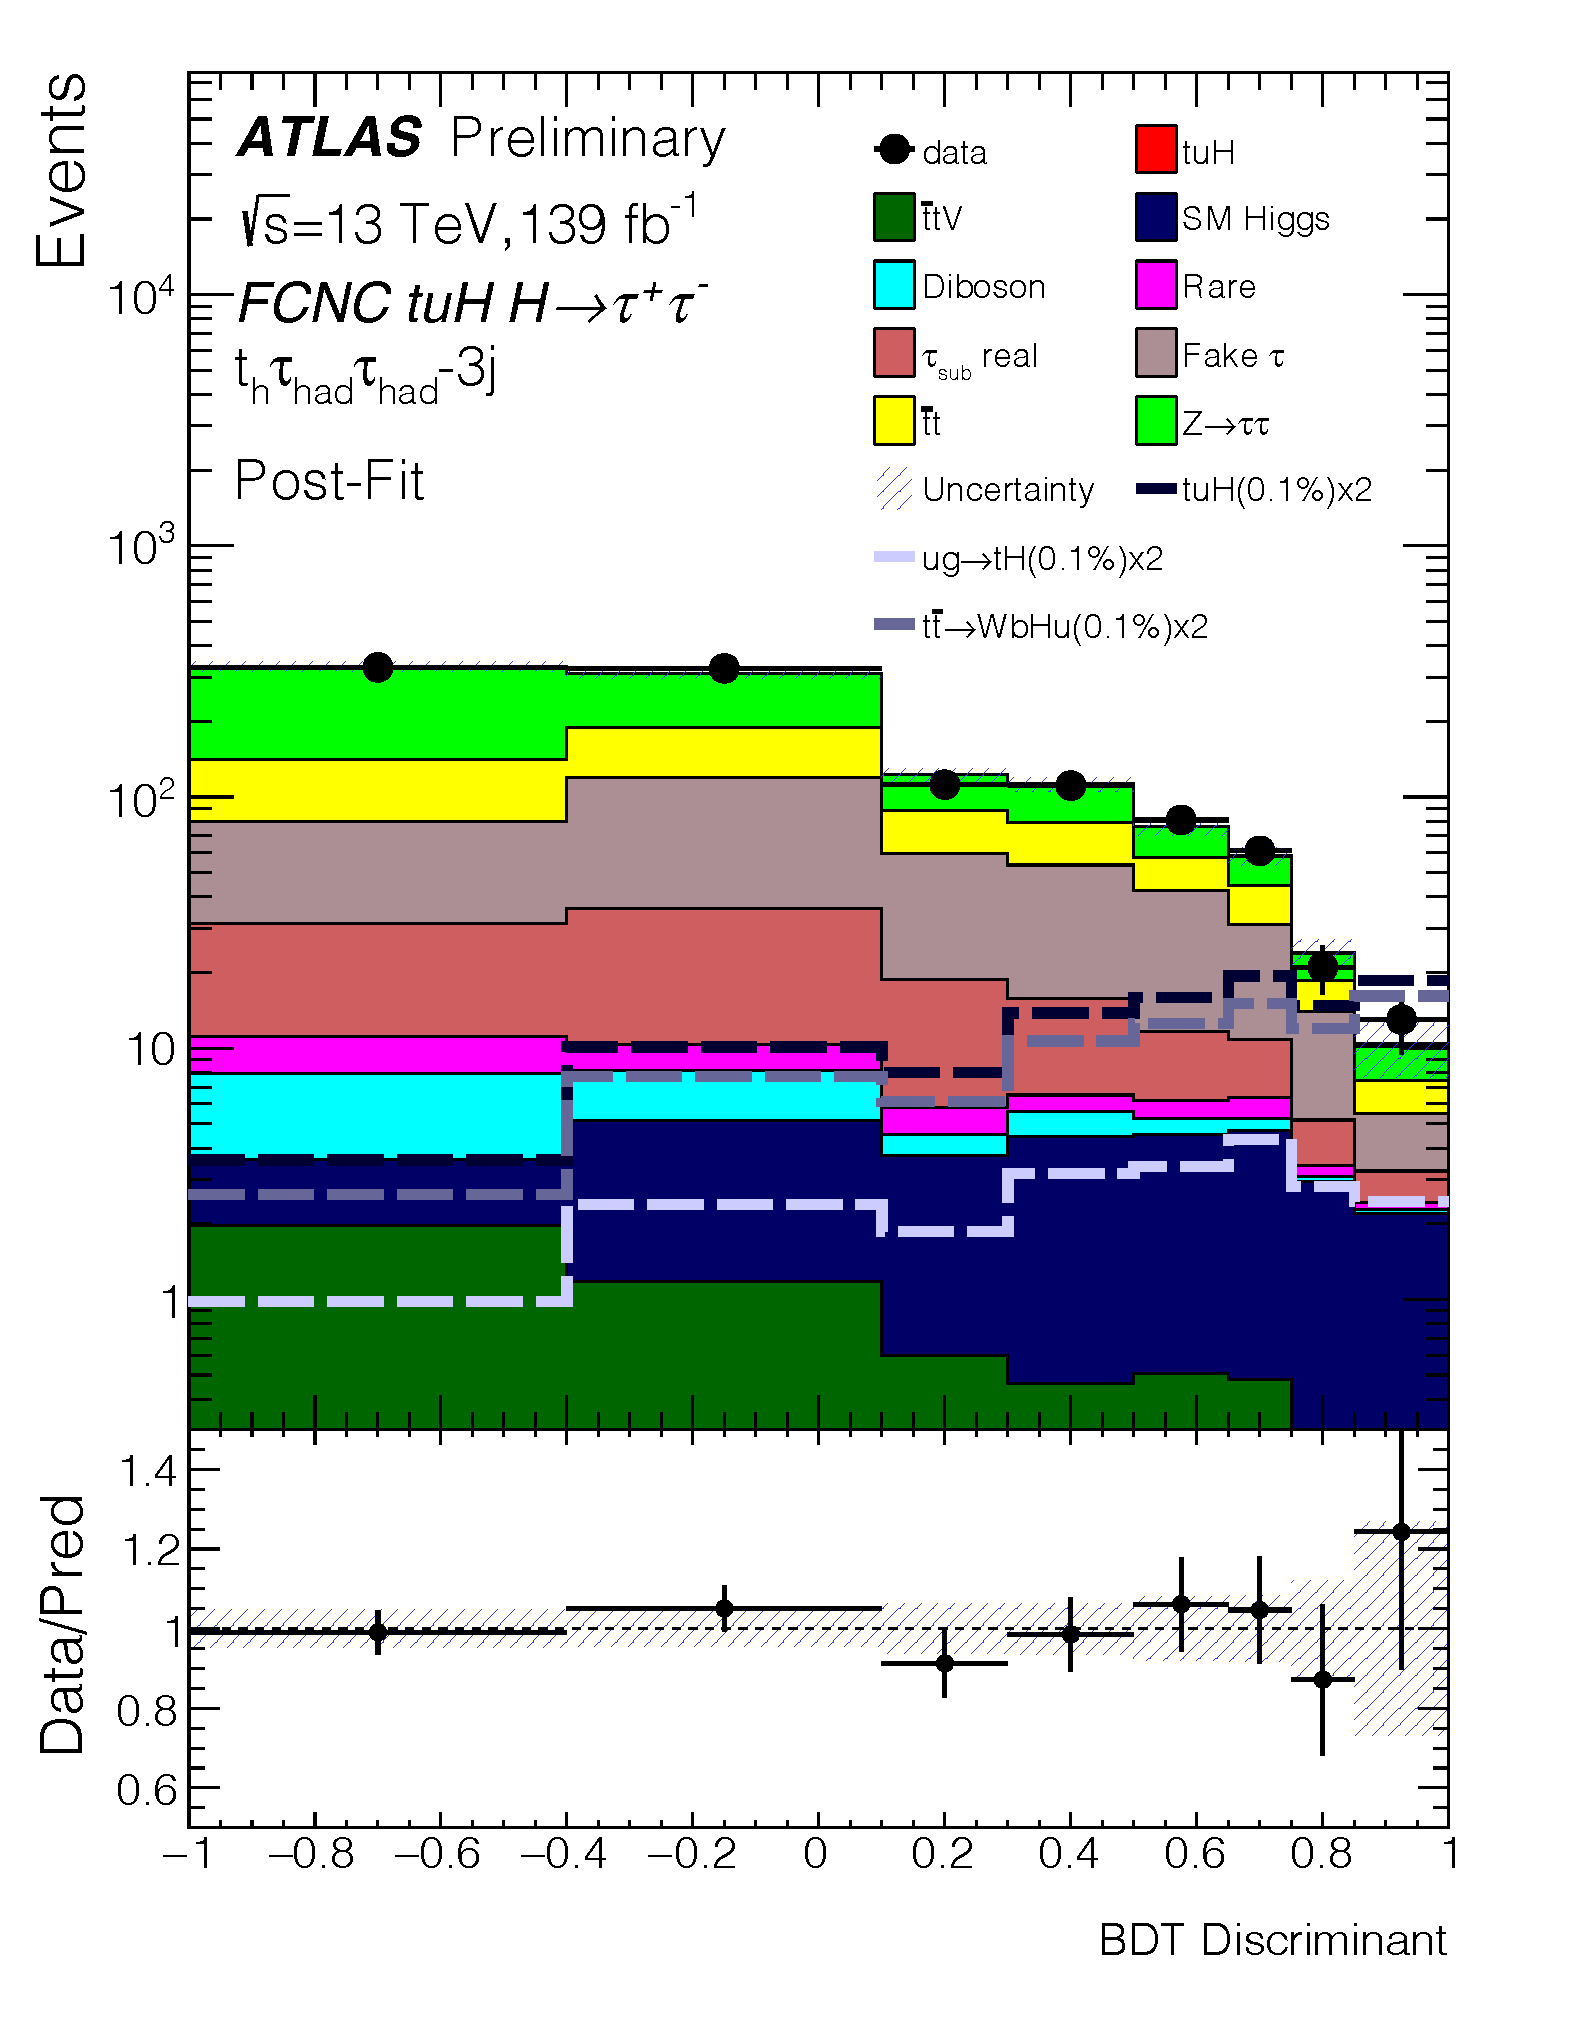 Events
ATLAS Preliminary
√s=13 TeV, 139 fb⁻¹
FCNC tuH H→τ⁺τ⁻
tₕτ_hadτ_had-3j
Post-Fit
data
tuH
t̄tV
SM Higgs
Diboson
Rare
τ_sub real
Fake τ
t̄t
Z→ττ
Uncertainty
tuH(0.1%)x2
ug→tH(0.1%)x2
tt̄→WbHu(0.1%)x2
10⁴
10³
10²
10
1
Data/Pred
1.4
1.2
1
0.8
0.6
−1 −0.8 −0.6 −0.4 −0.2 0 0.2 0.4 0.6 0.8 1
BDT Discriminant